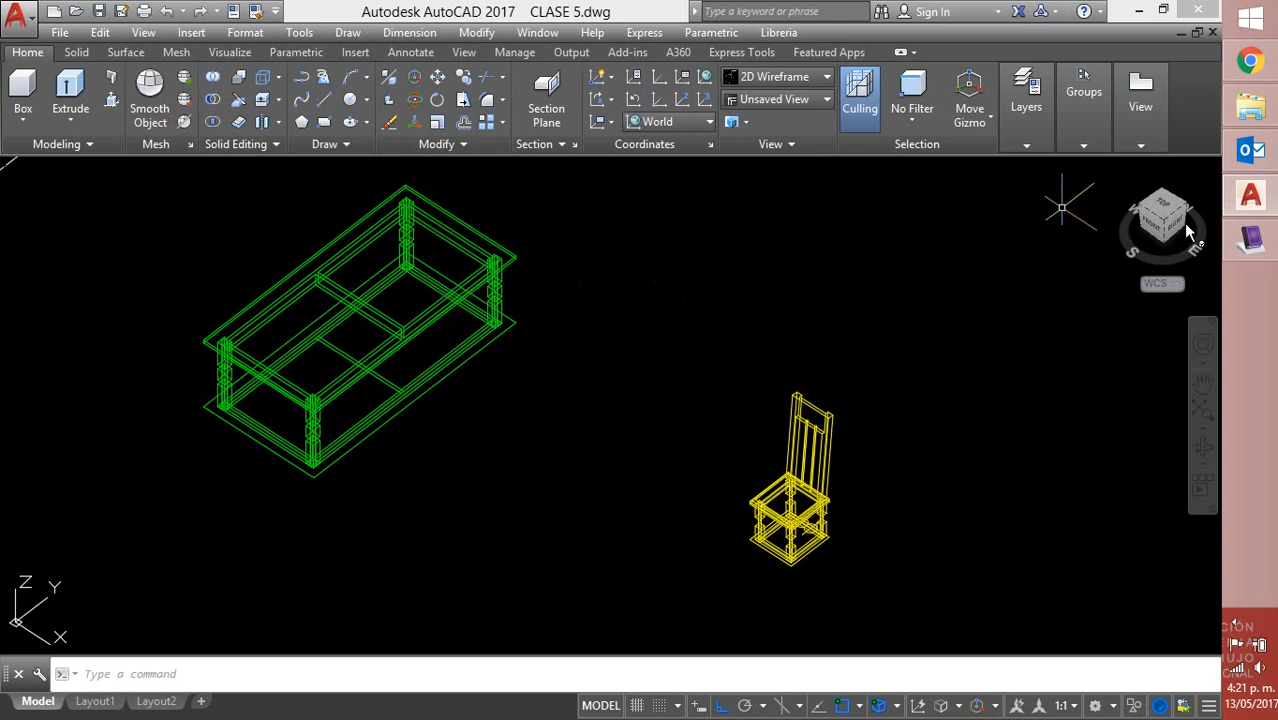 Autodesk AutoCAD 2017 CLASE 5.dwg
Type a keyword or phrase
Sign In
File Edit View Insert Format Tools Draw Dimension Modify Window Help Express Parametric Libreria
Home Solid Surface Mesh Visualize Parametric Insert Annotate View Manage Output Add-ins A360 Express Tools Featured Apps
2D Wireframe
Unsaved View
World
Box
Extrude
Smooth Object
Section Plane
Culling
No Filter
Move Gizmo
Layers
Groups
View
Modeling
Mesh
Solid Editing
Draw
Modify
Section
Coordinates
View
Selection
TOP
FRONT
RIGHT
W
N
S
E
WCS
Z
Y
X
Type a command
Model Layout1 Layout2
MODEL
1:1
4:21 p. m.
13/05/2017